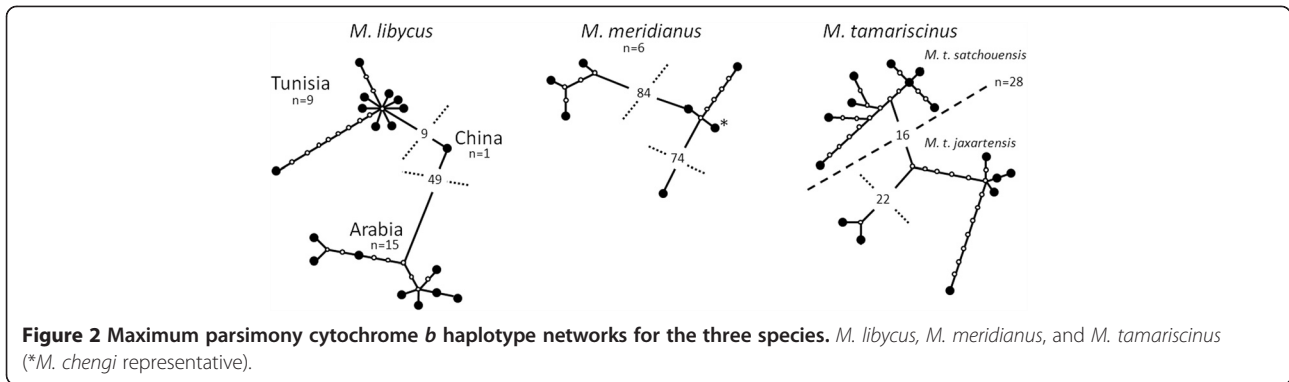 M. libycus
Tunisia
n=9
9
China
n=1
49
Arabia
n=15
M. meridianus
n=6
84
*
74
M. tamariscinus
M. t. satchouensis
n=28
16
M. t. jaxartensis
22
Figure 2 Maximum parsimony cytochrome b haplotype networks for the three species. M. libycus, M. meridianus, and M. tamariscinus
(*M. chengi representative).